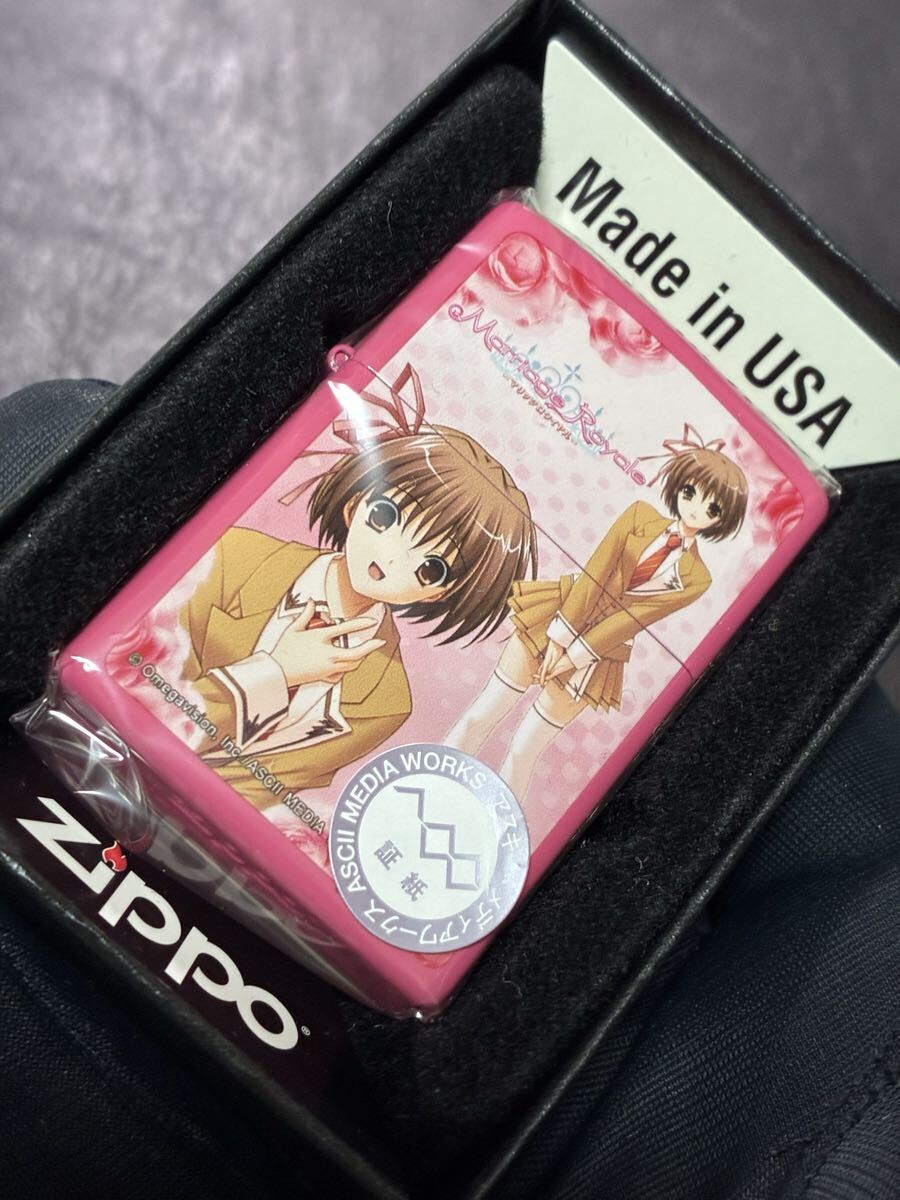 Made in USA
Marriage Royale
マリッジロワイヤル
© Omegavision, Inc./ASCII MEDIA
ASCII MEDIA WORKS アスキー・メディアワークス
証紙
zippo®